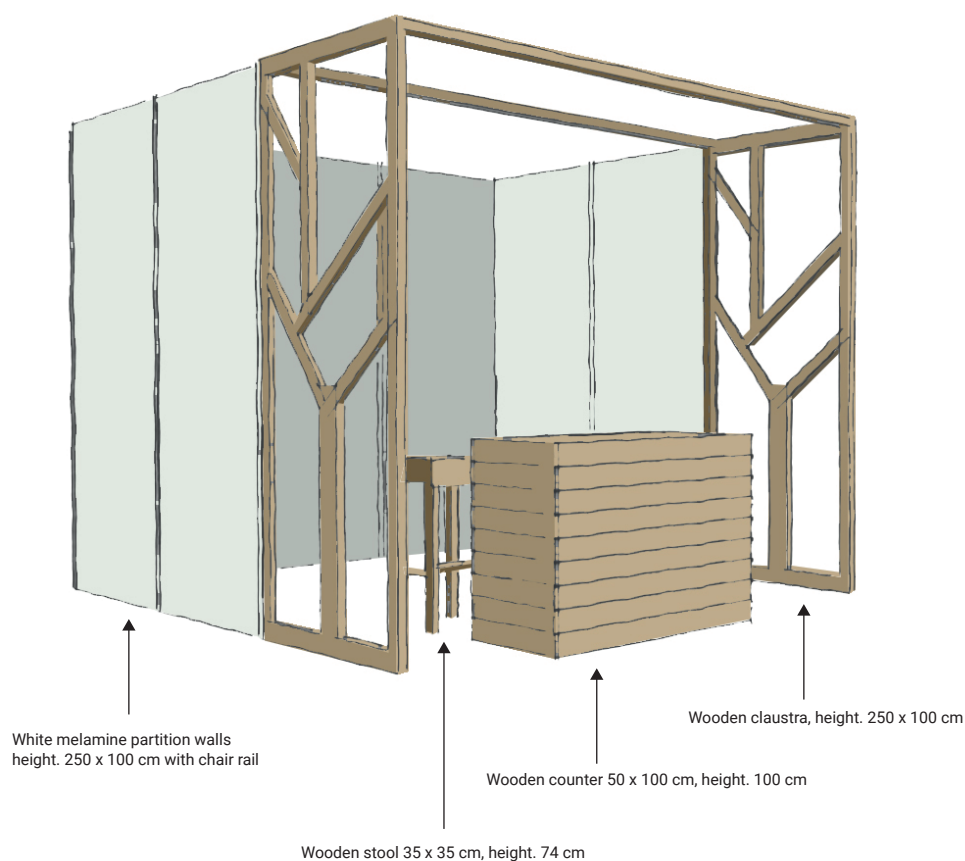 White melamine partition walls
height. 250 x 100 cm with chair rail
Wooden claustra, height. 250 x 100 cm
Wooden counter 50 x 100 cm, height. 100 cm
Wooden stool 35 x 35 cm, height. 74 cm